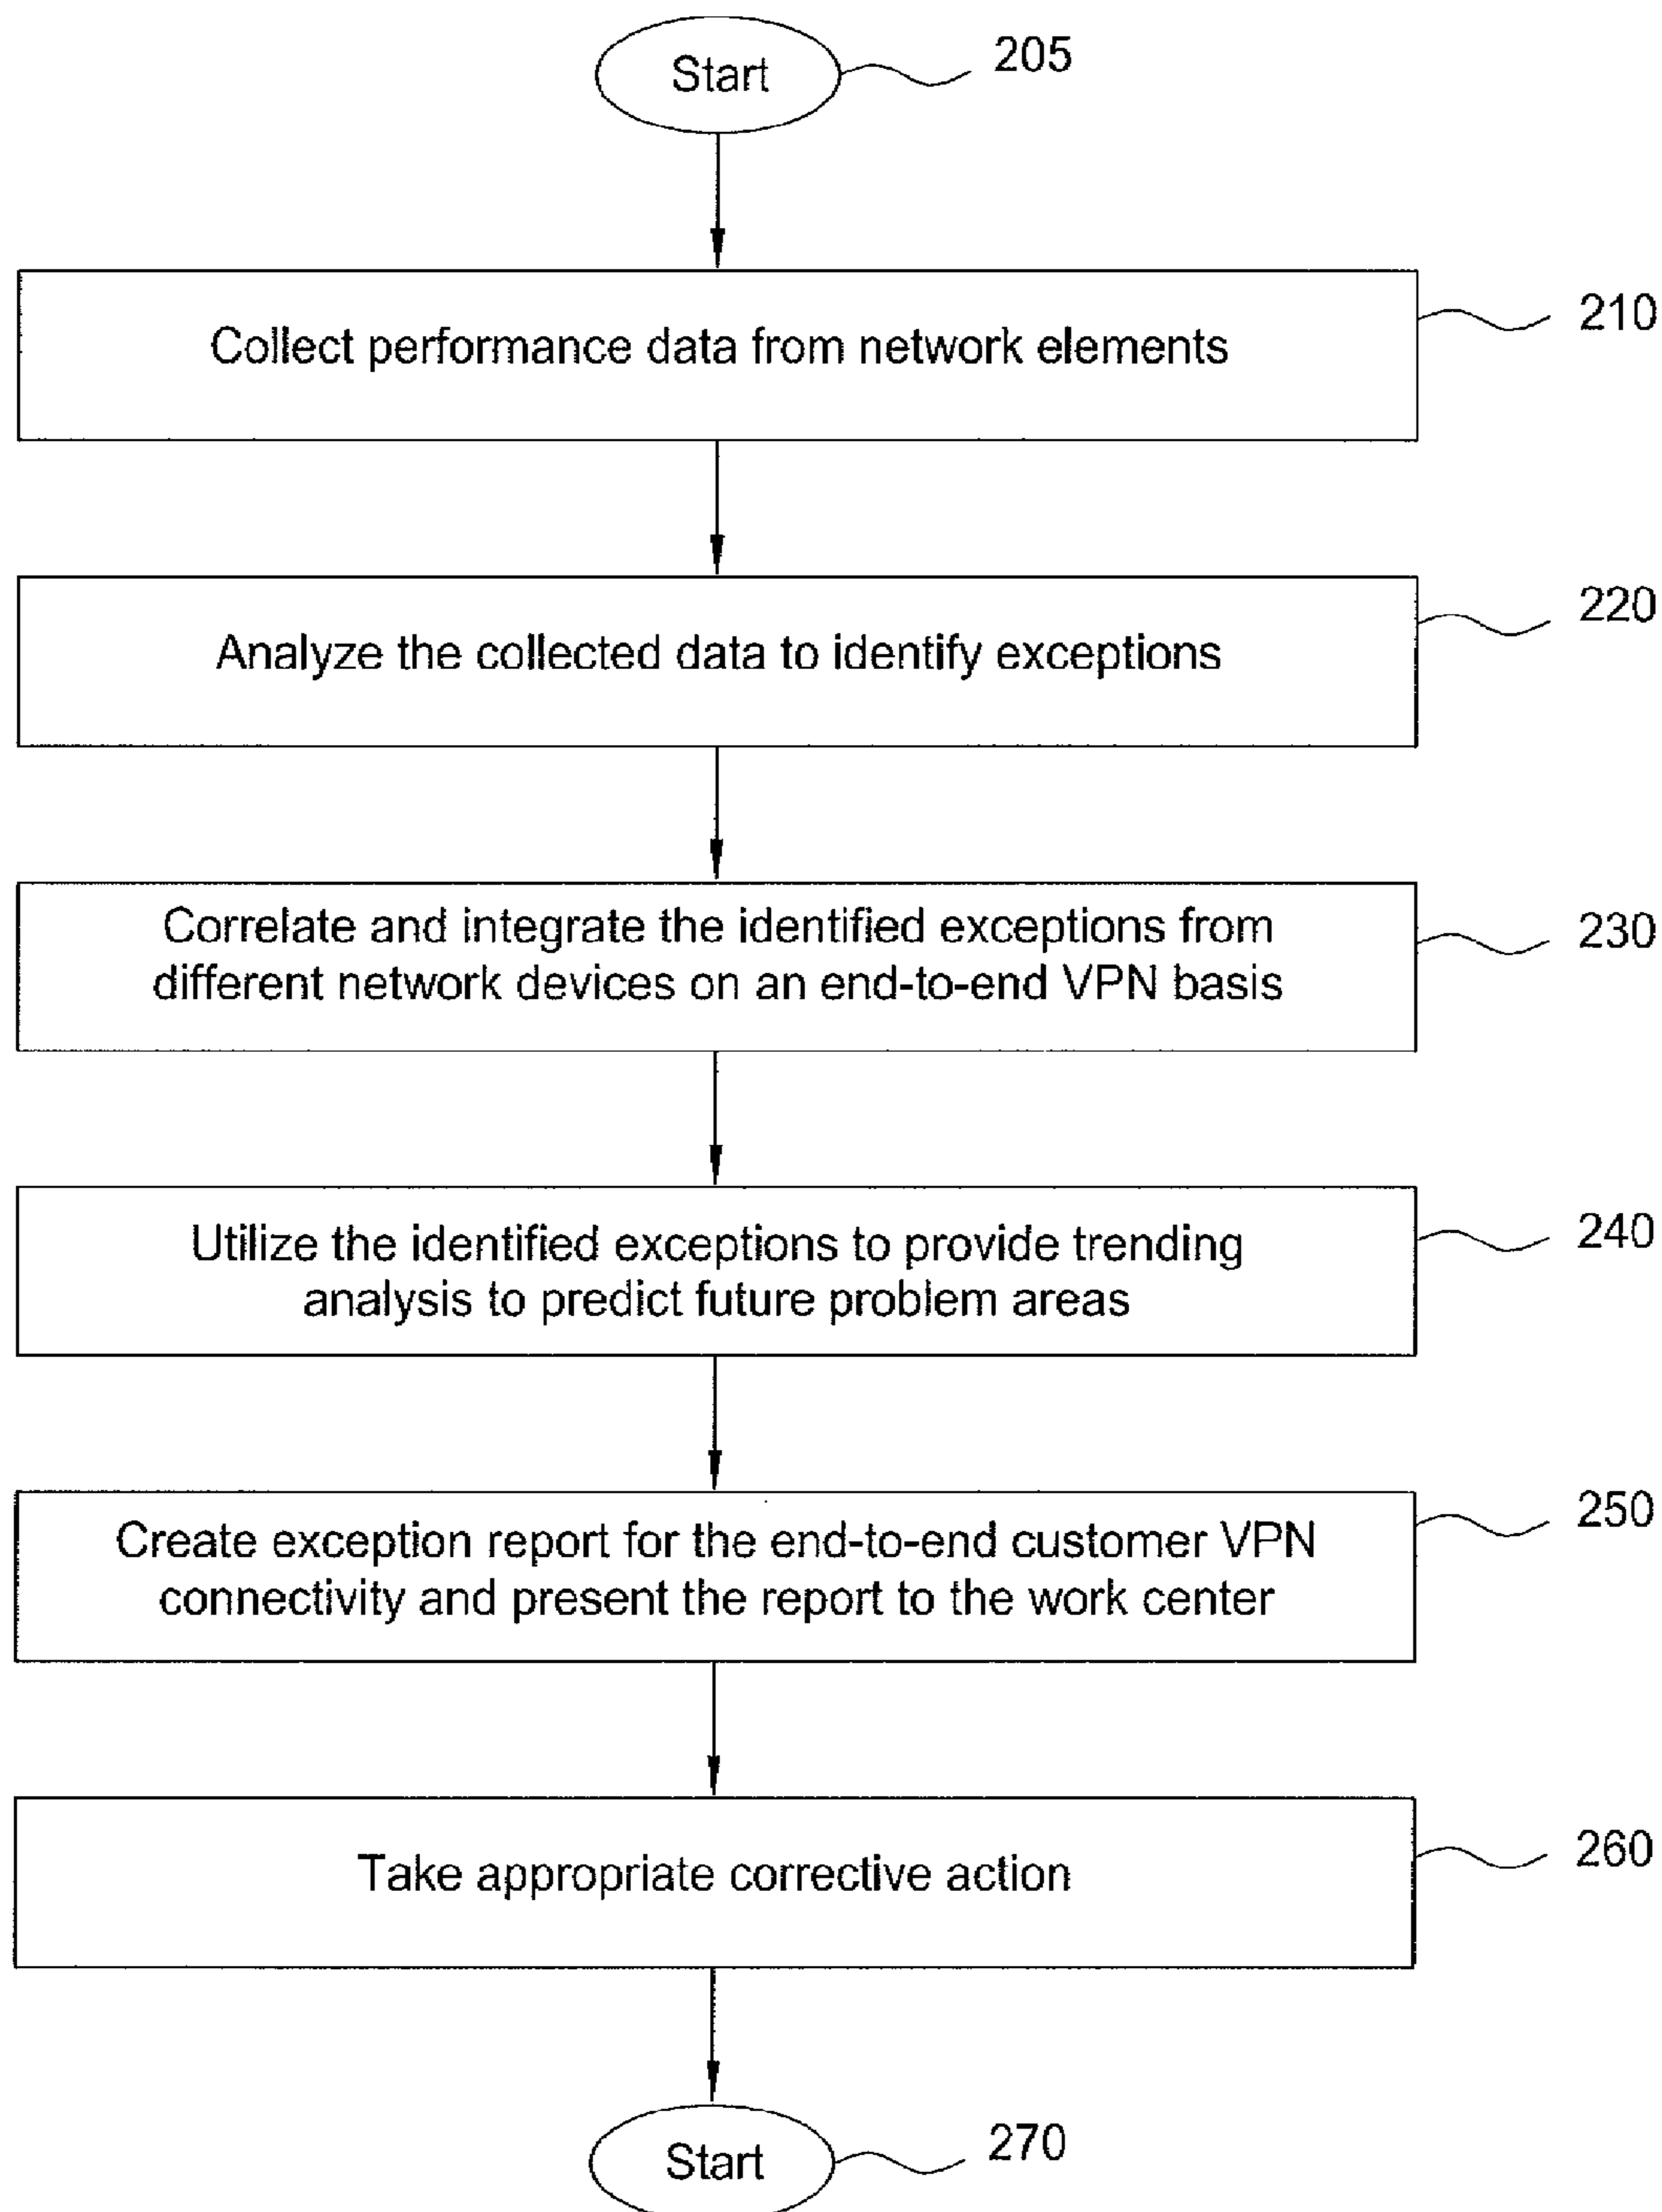 Start
205
Collect performance data from network elements
210
Analyze the collected data to identify exceptions
220
Correlate and integrate the identified exceptions from
different network devices on an end-to-end VPN basis
230
Utilize the identified exceptions to provide trending
analysis to predict future problem areas
240
Create exception report for the end-to-end customer VPN
connectivity and present the report to the work center
250
Take appropriate corrective action
260
Start
270